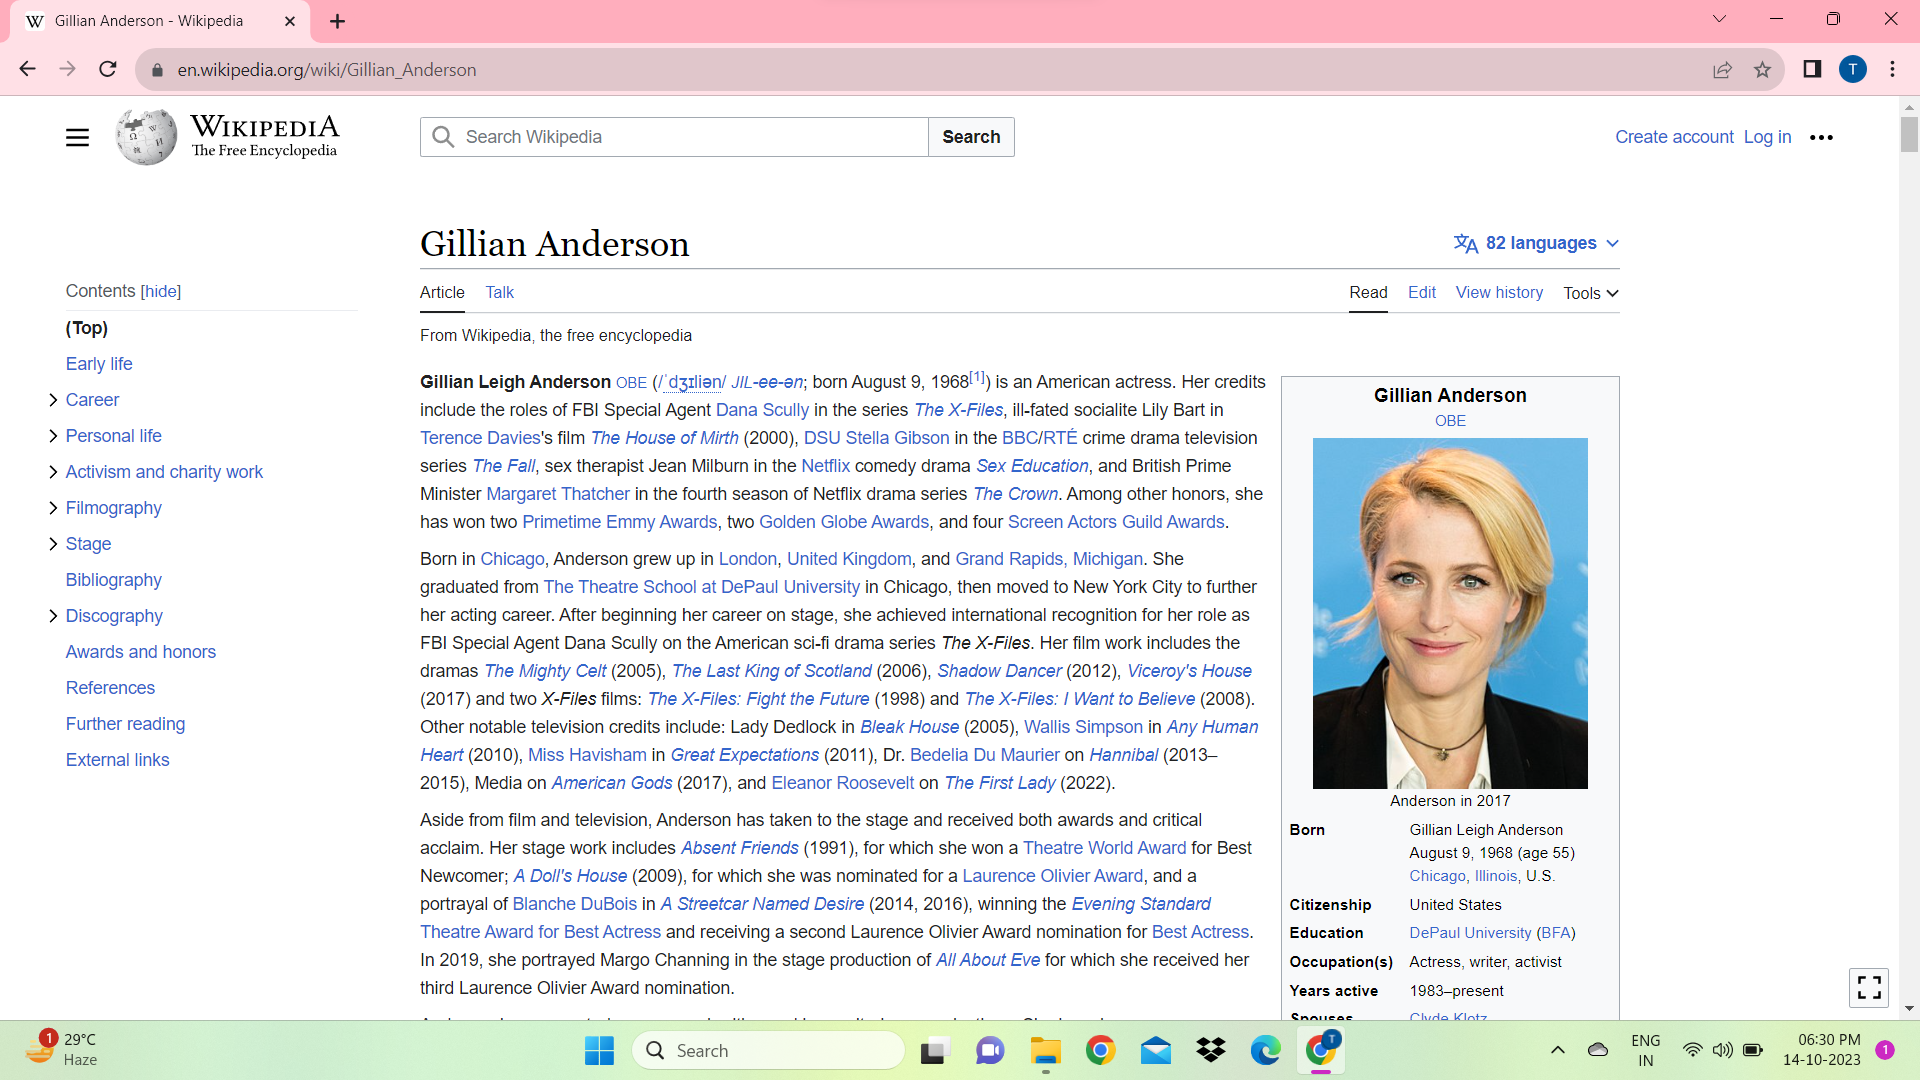 Gillian Anderson - Wikipedia
en.wikipedia.org/wiki/Gillian_Anderson
T
WIKIPEDIA
The Free Encyclopedia
Search Wikipedia
Search
Create account Log in
Gillian Anderson
82 languages
Article Talk
Read Edit View history Tools
From Wikipedia, the free encyclopedia
Contents [hide]
(Top)
Early life
Career
Personal life
Activism and charity work
Filmography
Stage
Bibliography
Discography
Awards and honors
References
Further reading
External links
Gillian Leigh Anderson OBE (/ˈdʒɪliən/ JIL-ee-ən; born August 9, 1968[1]) is an American actress. Her credits
include the roles of FBI Special Agent Dana Scully in the series The X-Files, ill-fated socialite Lily Bart in
Terence Davies's film The House of Mirth (2000), DSU Stella Gibson in the BBC/RTÉ crime drama television
series The Fall, sex therapist Jean Milburn in the Netflix comedy drama Sex Education, and British Prime
Minister Margaret Thatcher in the fourth season of Netflix drama series The Crown. Among other honors, she
has won two Primetime Emmy Awards, two Golden Globe Awards, and four Screen Actors Guild Awards.
Born in Chicago, Anderson grew up in London, United Kingdom, and Grand Rapids, Michigan. She
graduated from The Theatre School at DePaul University in Chicago, then moved to New York City to further
her acting career. After beginning her career on stage, she achieved international recognition for her role as
FBI Special Agent Dana Scully on the American sci-fi drama series The X-Files. Her film work includes the
dramas The Mighty Celt (2005), The Last King of Scotland (2006), Shadow Dancer (2012), Viceroy's House
(2017) and two X-Files films: The X-Files: Fight the Future (1998) and The X-Files: I Want to Believe (2008).
Other notable television credits include: Lady Dedlock in Bleak House (2005), Wallis Simpson in Any Human
Heart (2010), Miss Havisham in Great Expectations (2011), Dr. Bedelia Du Maurier on Hannibal (2013–
2015), Media on American Gods (2017), and Eleanor Roosevelt on The First Lady (2022).
Aside from film and television, Anderson has taken to the stage and received both awards and critical
acclaim. Her stage work includes Absent Friends (1991), for which she won a Theatre World Award for Best
Newcomer; A Doll's House (2009), for which she was nominated for a Laurence Olivier Award, and a
portrayal of Blanche DuBois in A Streetcar Named Desire (2014, 2016), winning the Evening Standard
Theatre Award for Best Actress and receiving a second Laurence Olivier Award nomination for Best Actress.
In 2019, she portrayed Margo Channing in the stage production of All About Eve for which she received her
third Laurence Olivier Award nomination.
Gillian Anderson
OBE
Anderson in 2017
Born Gillian Leigh Anderson
August 9, 1968 (age 55)
Chicago, Illinois, U.S.
Citizenship United States
Education DePaul University (BFA)
Occupation(s) Actress, writer, activist
Years active 1983–present
Spouses Clyde Klotz
1
29°C
Haze
Search
T
ENG
IN
06:30 PM
14-10-2023
1